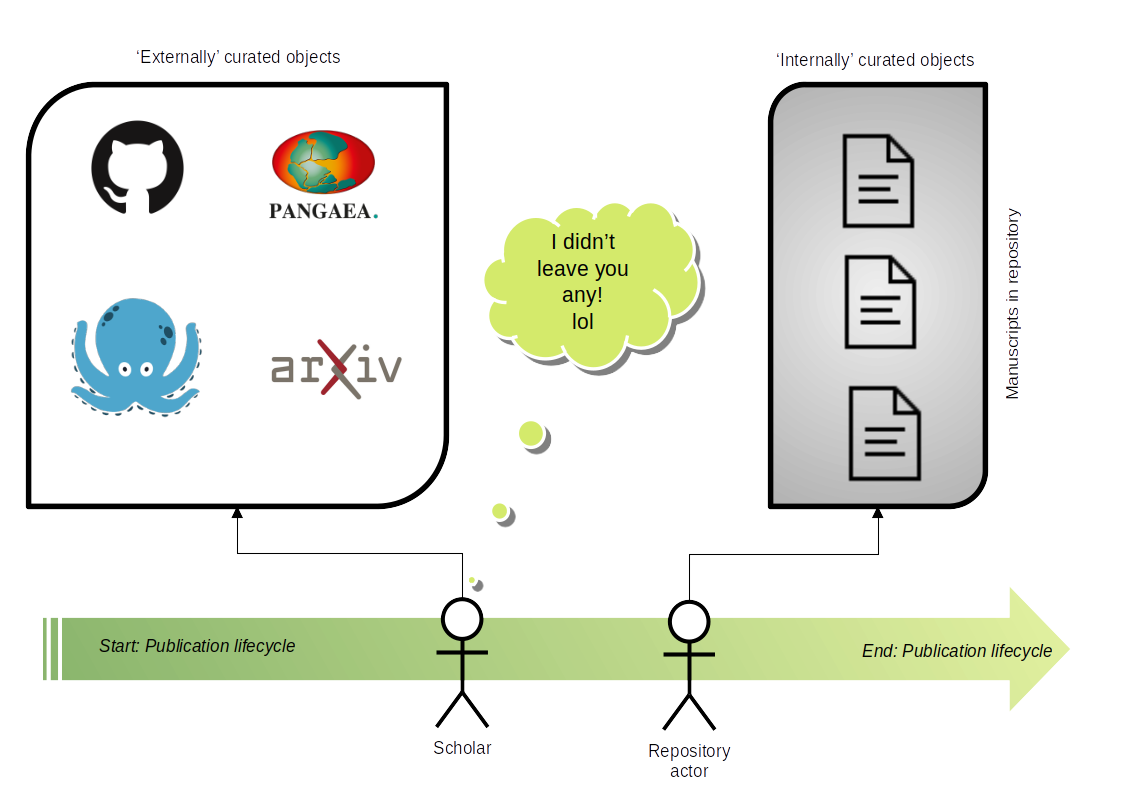 ‘Externally’ curated objects
‘Internally’ curated objects
PANGAEA.
arXiv
I didn’t
leave you
any!
lol
Manuscripts in repository
Start: Publication lifecycle
End: Publication lifecycle
Scholar
Repository
actor